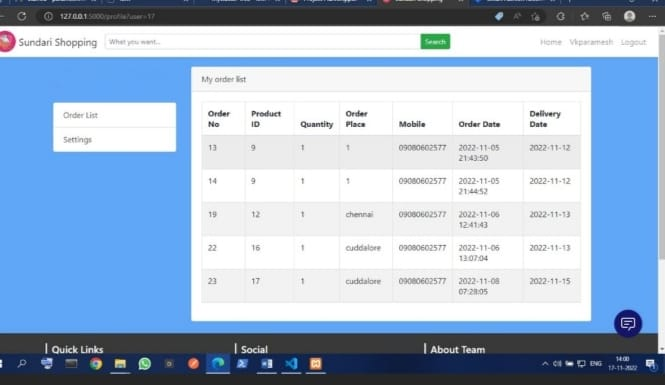 127.0.0.1:5000/profile?user=17
Sundari Shopping
What you want...
Search
Home Vkparamesh Logout
My order list
Order List
Settings
Order No Product ID Quantity Order Place Mobile Order Date Delivery Date
13 9 1 1 09080602577 2022-11-05 21:43:50 2022-11-12
14 9 1 1 09080602577 2022-11-05 21:44:52 2022-11-12
19 12 1 chennai 09080602577 2022-11-06 12:41:43 2022-11-13
22 16 1 cuddalore 09080602577 2022-11-06 13:07:04 2022-11-13
23 17 1 cuddalore 09080602577 2022-11-08 07:28:05 2022-11-15
Quick Links
Social
About Team
ENG
14:00
17-11-2022